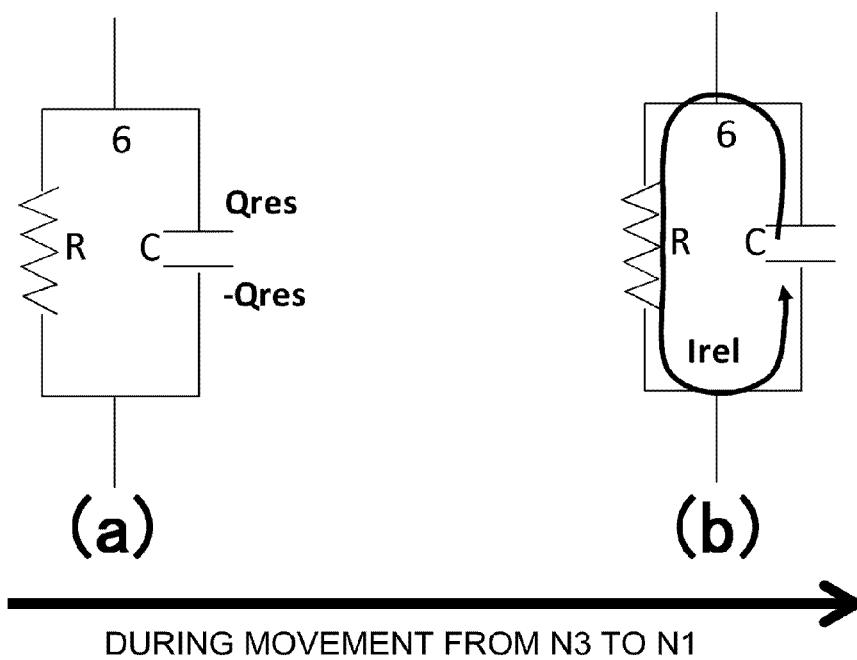 6
Qres
R
C
-Qres
(a)
6
R
C
Irel
(b)
DURING MOVEMENT FROM N3 TO N1